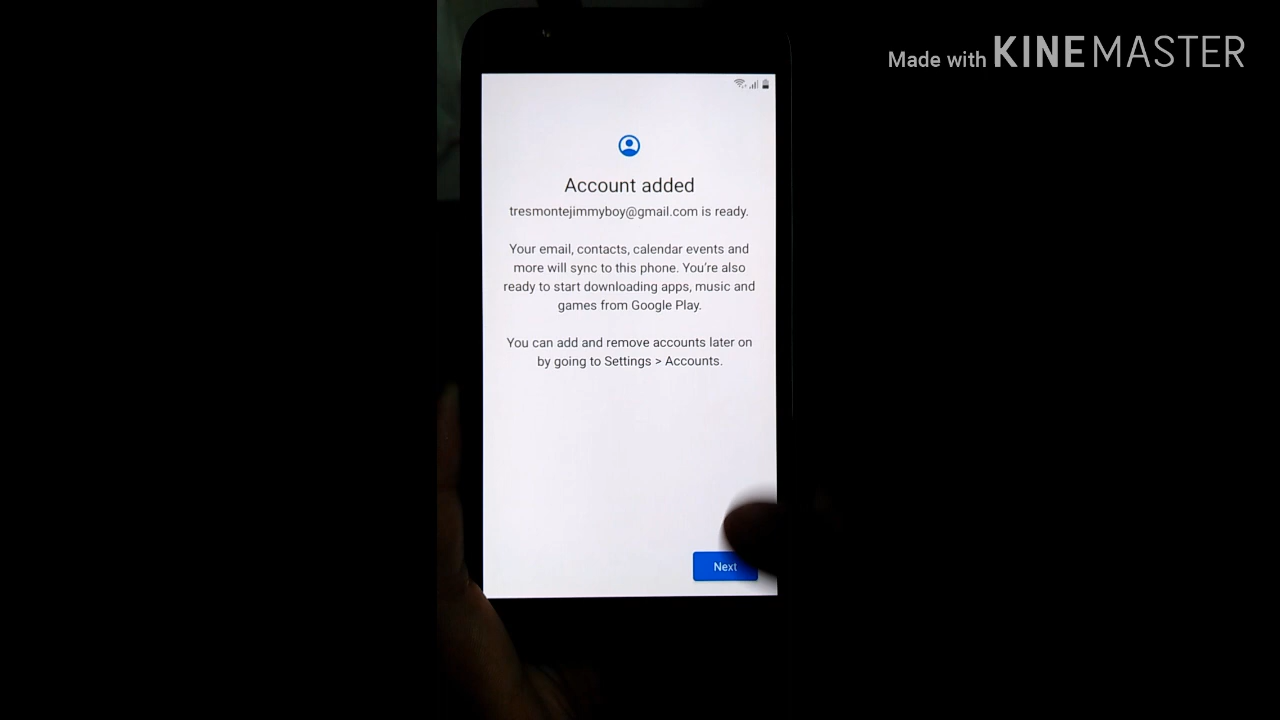 Made with KINEMASTER
Account added
tresmontejimmyboy@gmail.com is ready.
Your email, contacts, calendar events and
more will sync to this phone. You're also
ready to start downloading apps, music and
games from Google Play.
You can add and remove accounts later on
by going to Settings > Accounts.
Next